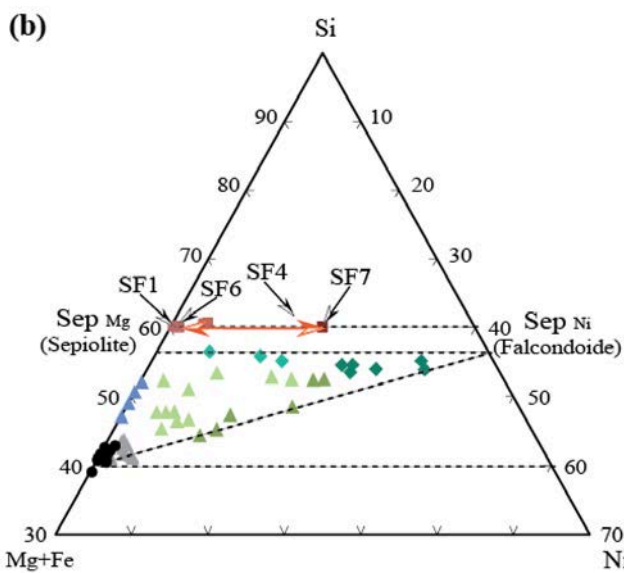 (b)
Si
90 10
80 20
70 30
SF1 SF6 SF4 SF7
Sep Mg 60 40 Sep Ni
(Sepiolite) (Falcondoide)
50 50
40 60
30 70
Mg+Fe Ni